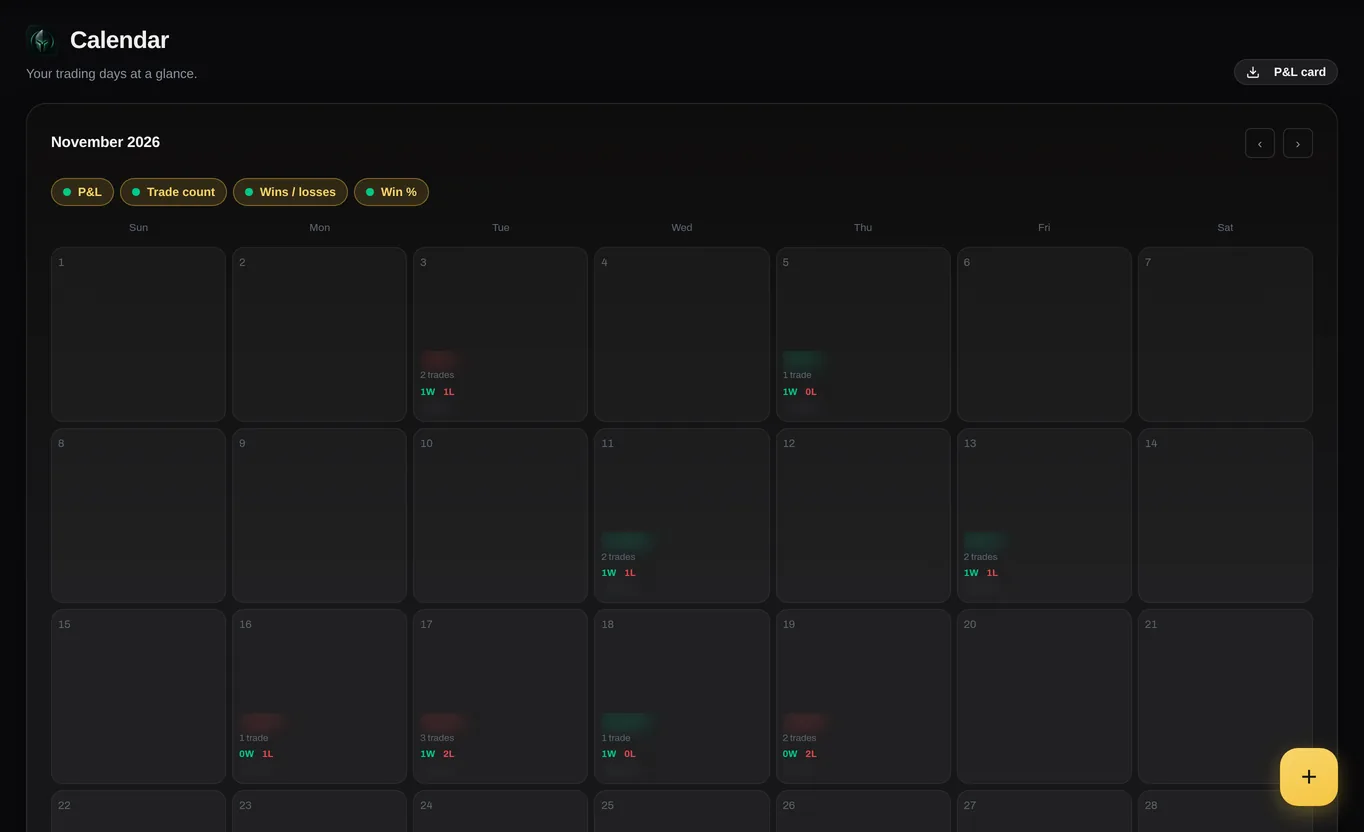 Calendar
Your trading days at a glance.
P&L card
November 2026
‹ ›
P&L Trade count Wins / losses Win %
Sun Mon Tue Wed Thu Fri Sat
1 2 3 4 5 6 7
2 trades 1 trade
1W 1L 1W 0L
8 9 10 11 12 13 14
2 trades 2 trades
1W 1L 1W 1L
15 16 17 18 19 20 21
1 trade 3 trades 1 trade 2 trades
0W 1L 1W 2L 1W 0L 0W 2L
+
22 23 24 25 26 27 28